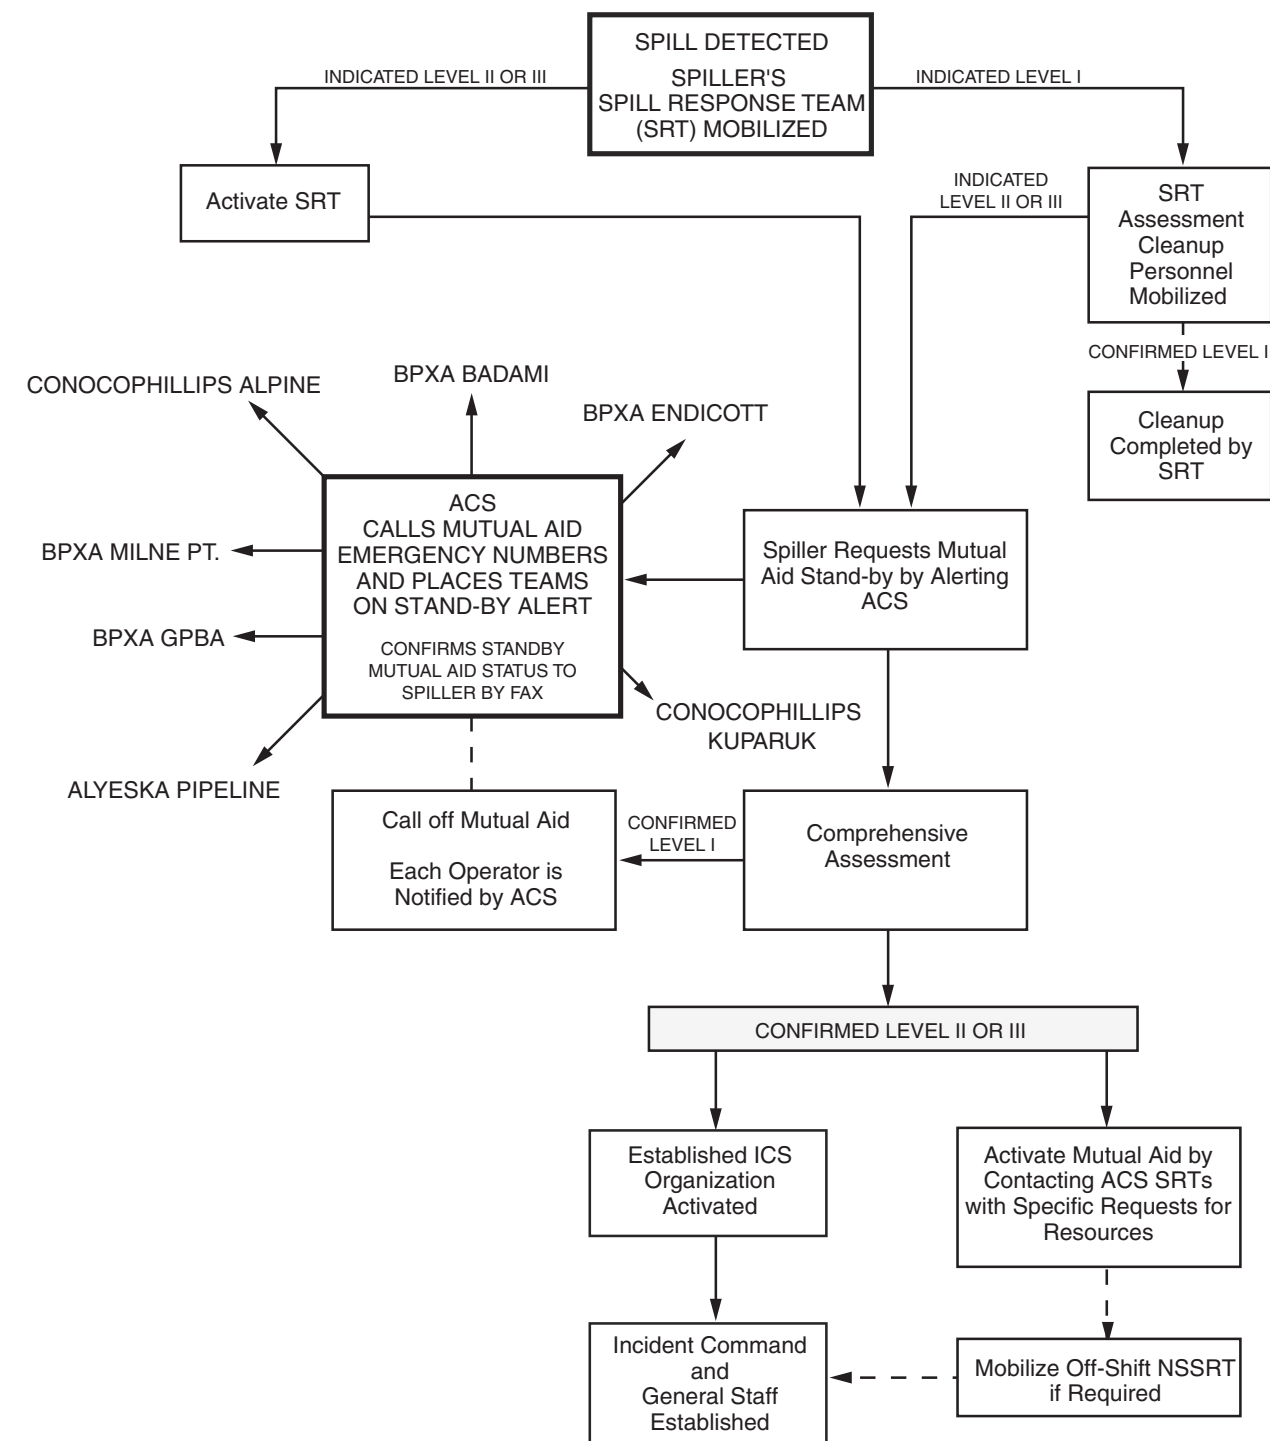 SPILL DETECTED
SPILLER'S
SPILL RESPONSE TEAM
(SRT) MOBILIZED
INDICATED LEVEL II OR III
INDICATED LEVEL I
Activate SRT
INDICATED
LEVEL II OR III
SRT
Assessment
Cleanup
Personnel
Mobilized
CONFIRMED LEVEL I
Cleanup
Completed by
SRT
CONOCOPHILLIPS ALPINE
BPXA BADAMI
BPXA ENDICOTT
BPXA MILNE PT.
BPXA GPBA
ALYESKA PIPELINE
CONOCOPHILLIPS
KUPARUK
ACS
CALLS MUTUAL AID
EMERGENCY NUMBERS
AND PLACES TEAMS
ON STAND-BY ALERT
CONFIRMS STANDBY
MUTUAL AID STATUS TO
SPILLER BY FAX
Spiller Requests Mutual
Aid Stand-by by Alerting
ACS
Call off Mutual Aid
Each Operator is
Notified by ACS
CONFIRMED
LEVEL I
Comprehensive
Assessment
CONFIRMED LEVEL II OR III
Established ICS
Organization
Activated
Activate Mutual Aid by
Contacting ACS SRTs
with Specific Requests for
Resources
Incident Command
and
General Staff
Established
Mobilize Off-Shift NSSRT
if Required